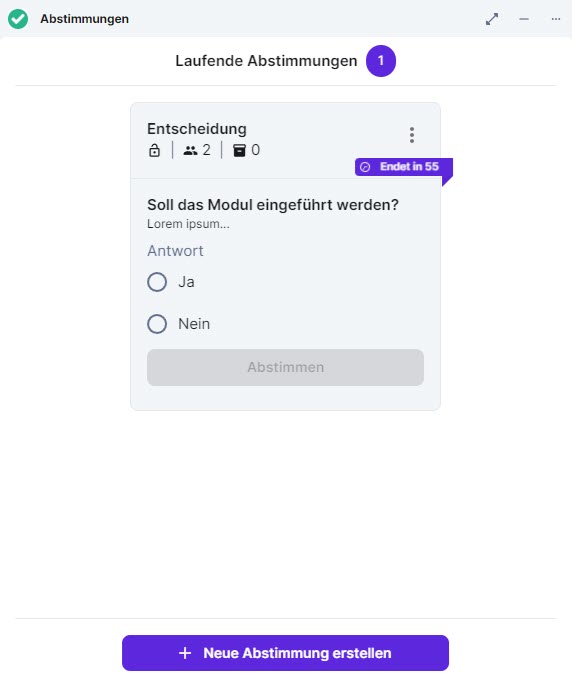 Abstimmungen
Laufende Abstimmungen 1
Entscheidung
2 0
Endet in 55
Soll das Modul eingeführt werden?
Lorem ipsum...
Antwort
Ja
Nein
Abstimmen
Neue Abstimmung erstellen